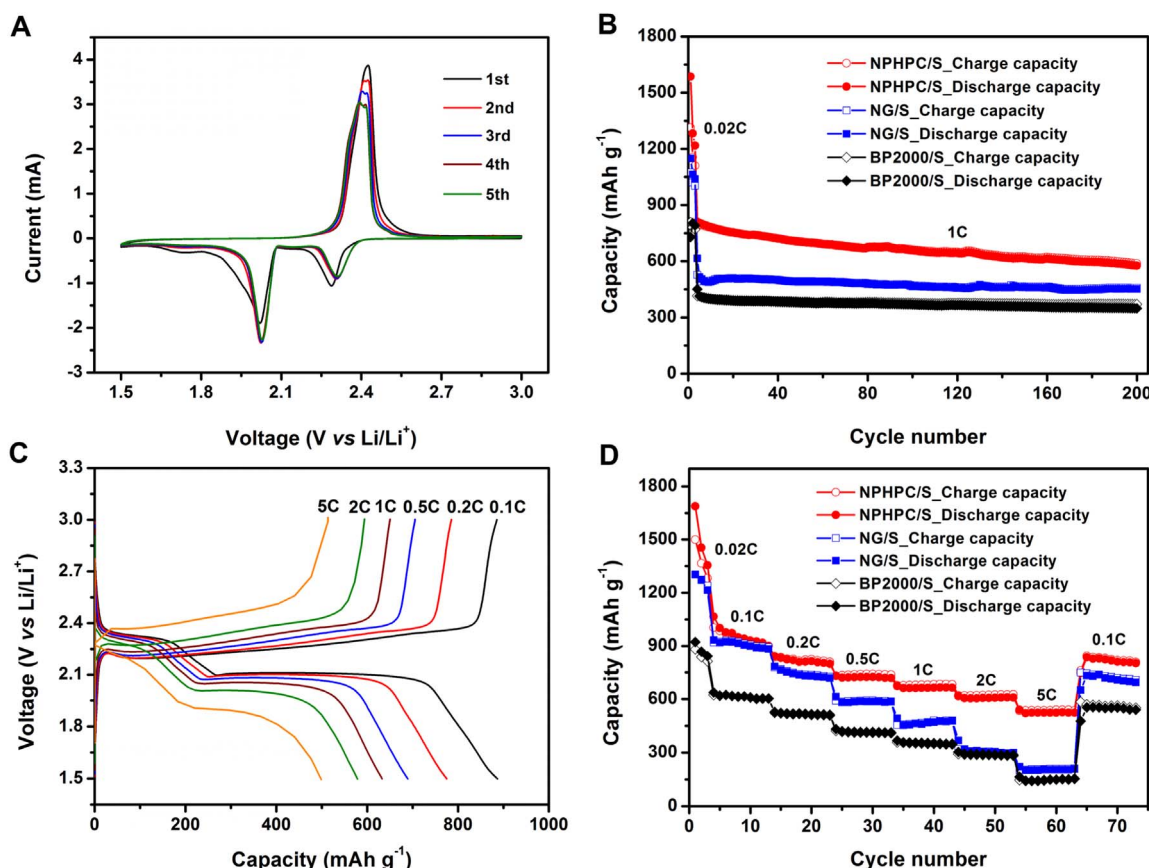 A
4
3
2
1
0
-1
-2
-3
1.5
1.8
2.1
2.4
2.7
3.0
Current (mA)
Voltage (V vs Li/Li⁺)
1st
2nd
3rd
4th
5th
B
1800
1500
1200
900
600
300
0
0
40
80
120
160
200
Capacity (mAh g⁻¹)
Cycle number
NPHPC/S_Charge capacity
NPHPC/S_Discharge capacity
NG/S_Charge capacity
NG/S_Discharge capacity
BP2000/S_Charge capacity
BP2000/S_Discharge capacity
0.02C
1C
C
3.3
3.0
2.7
2.4
2.1
1.8
1.5
0
200
400
600
800
1000
Voltage (V vs Li/Li⁺)
Capacity (mAh g⁻¹)
5C 2C 1C 0.5C 0.2C 0.1C
D
1800
1500
1200
900
600
300
0
0
10
20
30
40
50
60
70
Capacity (mAh g⁻¹)
Cycle number
NPHPC/S_Charge capacity
NPHPC/S_Discharge capacity
NG/S_Charge capacity
NG/S_Discharge capacity
BP2000/S_Charge capacity
BP2000/S_Discharge capacity
0.02C
0.1C
0.2C
0.5C
1C
2C
5C
0.1C